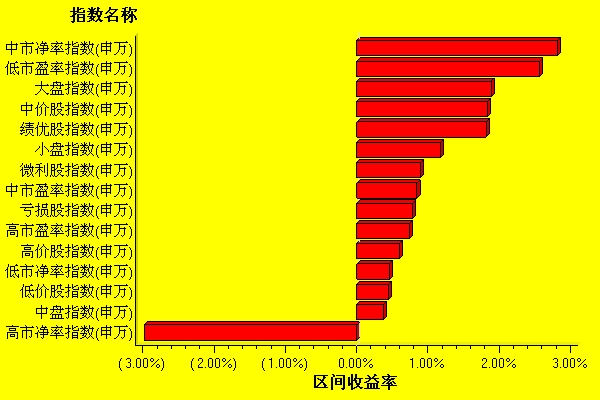 指数名称
中市净率指数(申万)
低市盈率指数(申万)
大盘指数(申万)
中价股指数(申万)
绩优股指数(申万)
小盘指数(申万)
微利股指数(申万)
中市盈率指数(申万)
亏损股指数(申万)
高市盈率指数(申万)
高价股指数(申万)
低市净率指数(申万)
低价股指数(申万)
中盘指数(申万)
高市净率指数(申万)
(3.00%) (2.00%) (1.00%) 0.00% 1.00% 2.00% 3.00%
区间收益率